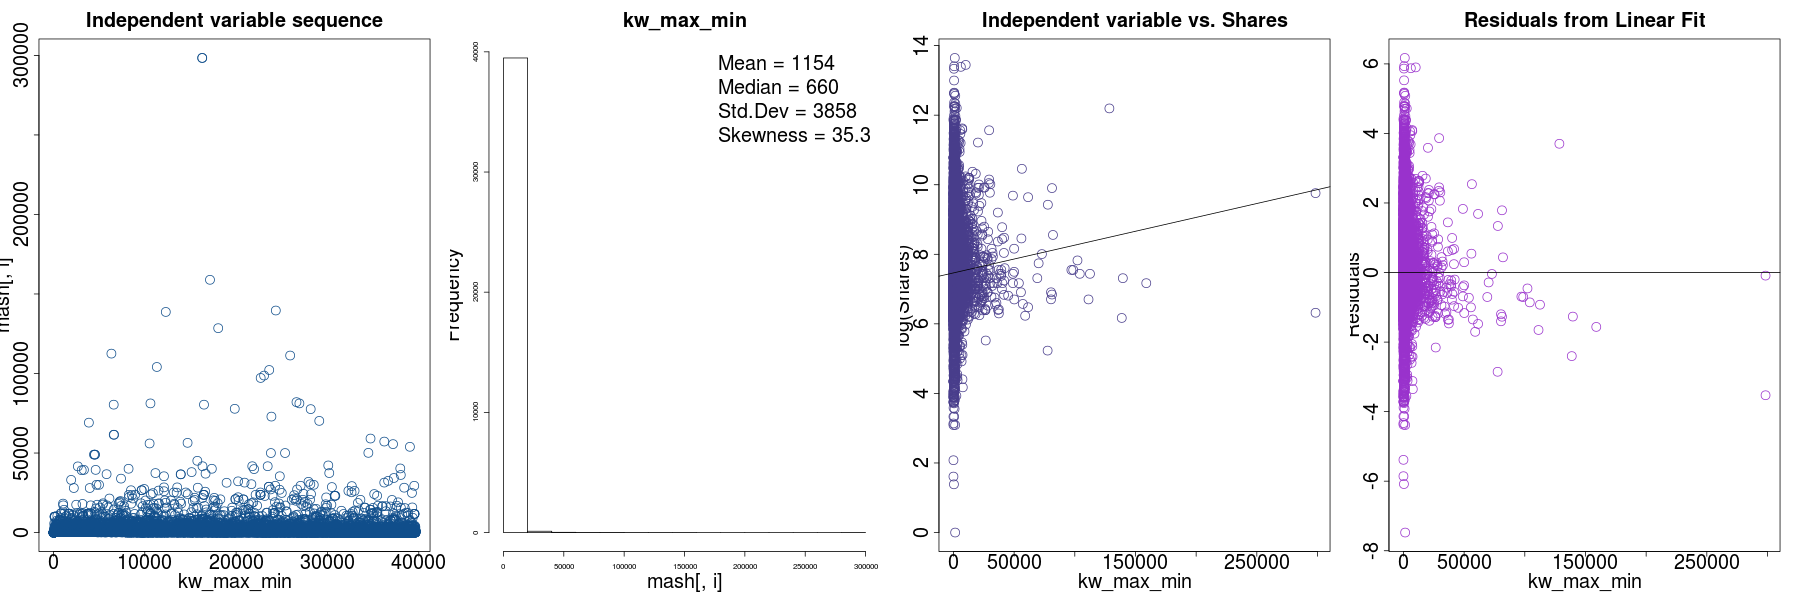 Independent variable sequence
mash[, i]
0
50000
100000
200000
300000
0
10000
20000
30000
40000
kw_max_min
kw_max_min
Mean = 1154
Median = 660
Std.Dev = 3858
Skewness = 35.3
Frequency
0
10000
20000
30000
40000
0
50000
100000
150000
200000
250000
300000
mash[, i]
Independent variable vs. Shares
log(Shares)
0
2
4
6
8
10
12
14
0
50000
150000
250000
kw_max_min
Residuals from Linear Fit
Residuals
-8
-6
-4
-2
0
2
4
6
0
50000
150000
250000
kw_max_min